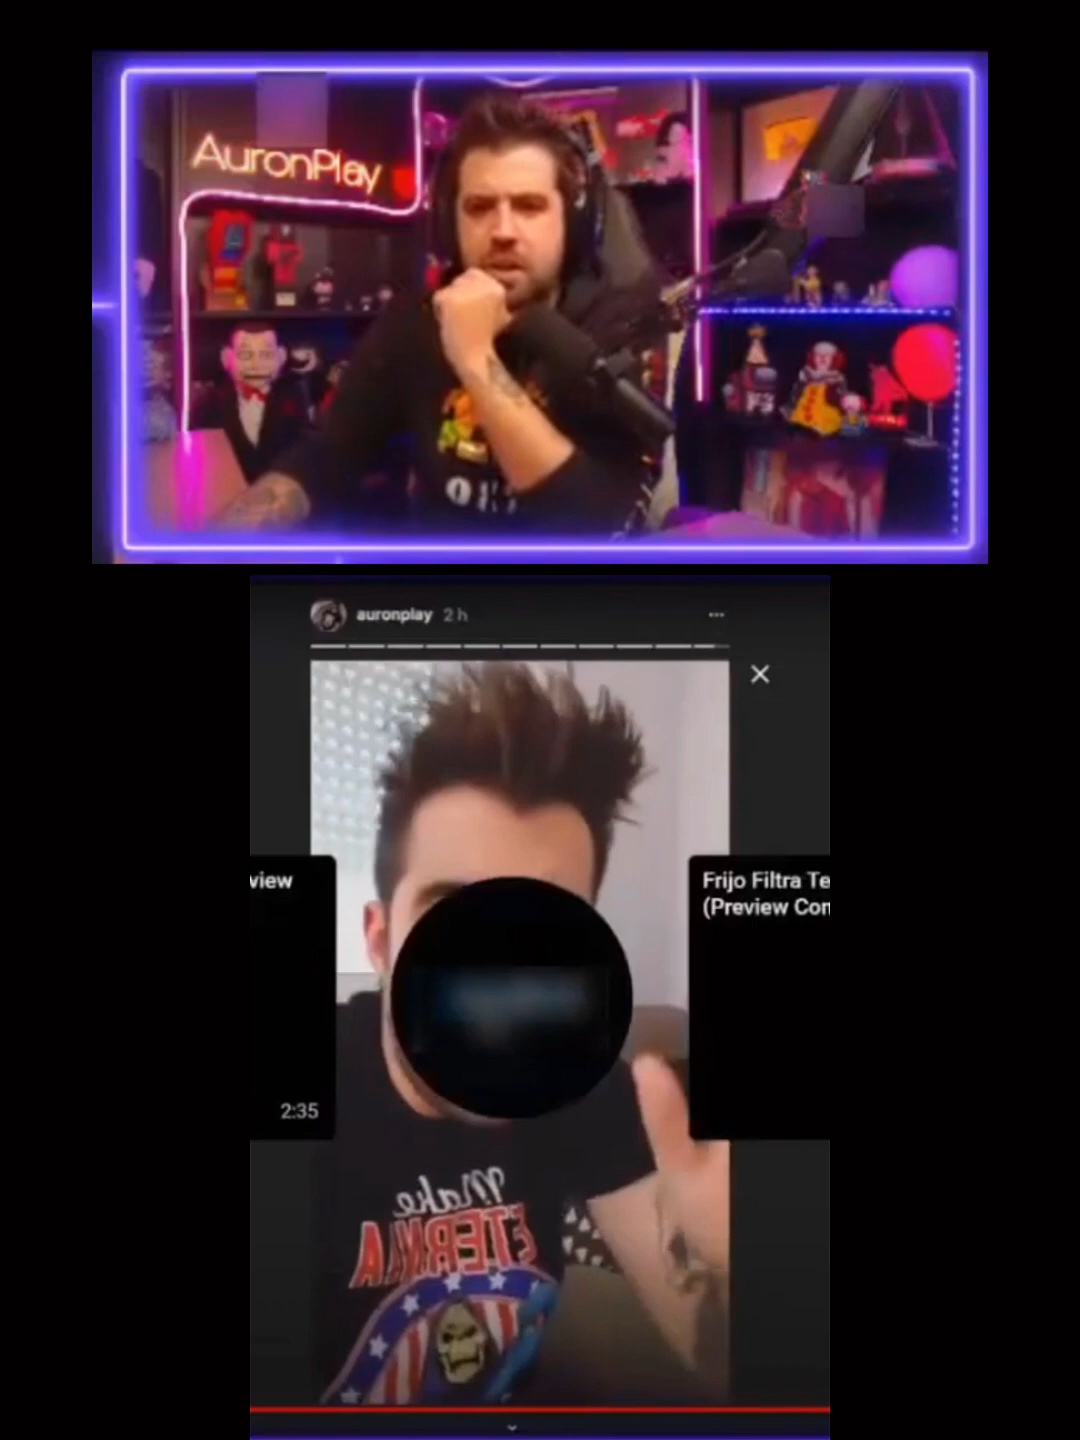 AuronPlay
auronplay 2 h
view
Frijo Filtra Te
(Preview Con
2:35
Make
ETERNIA